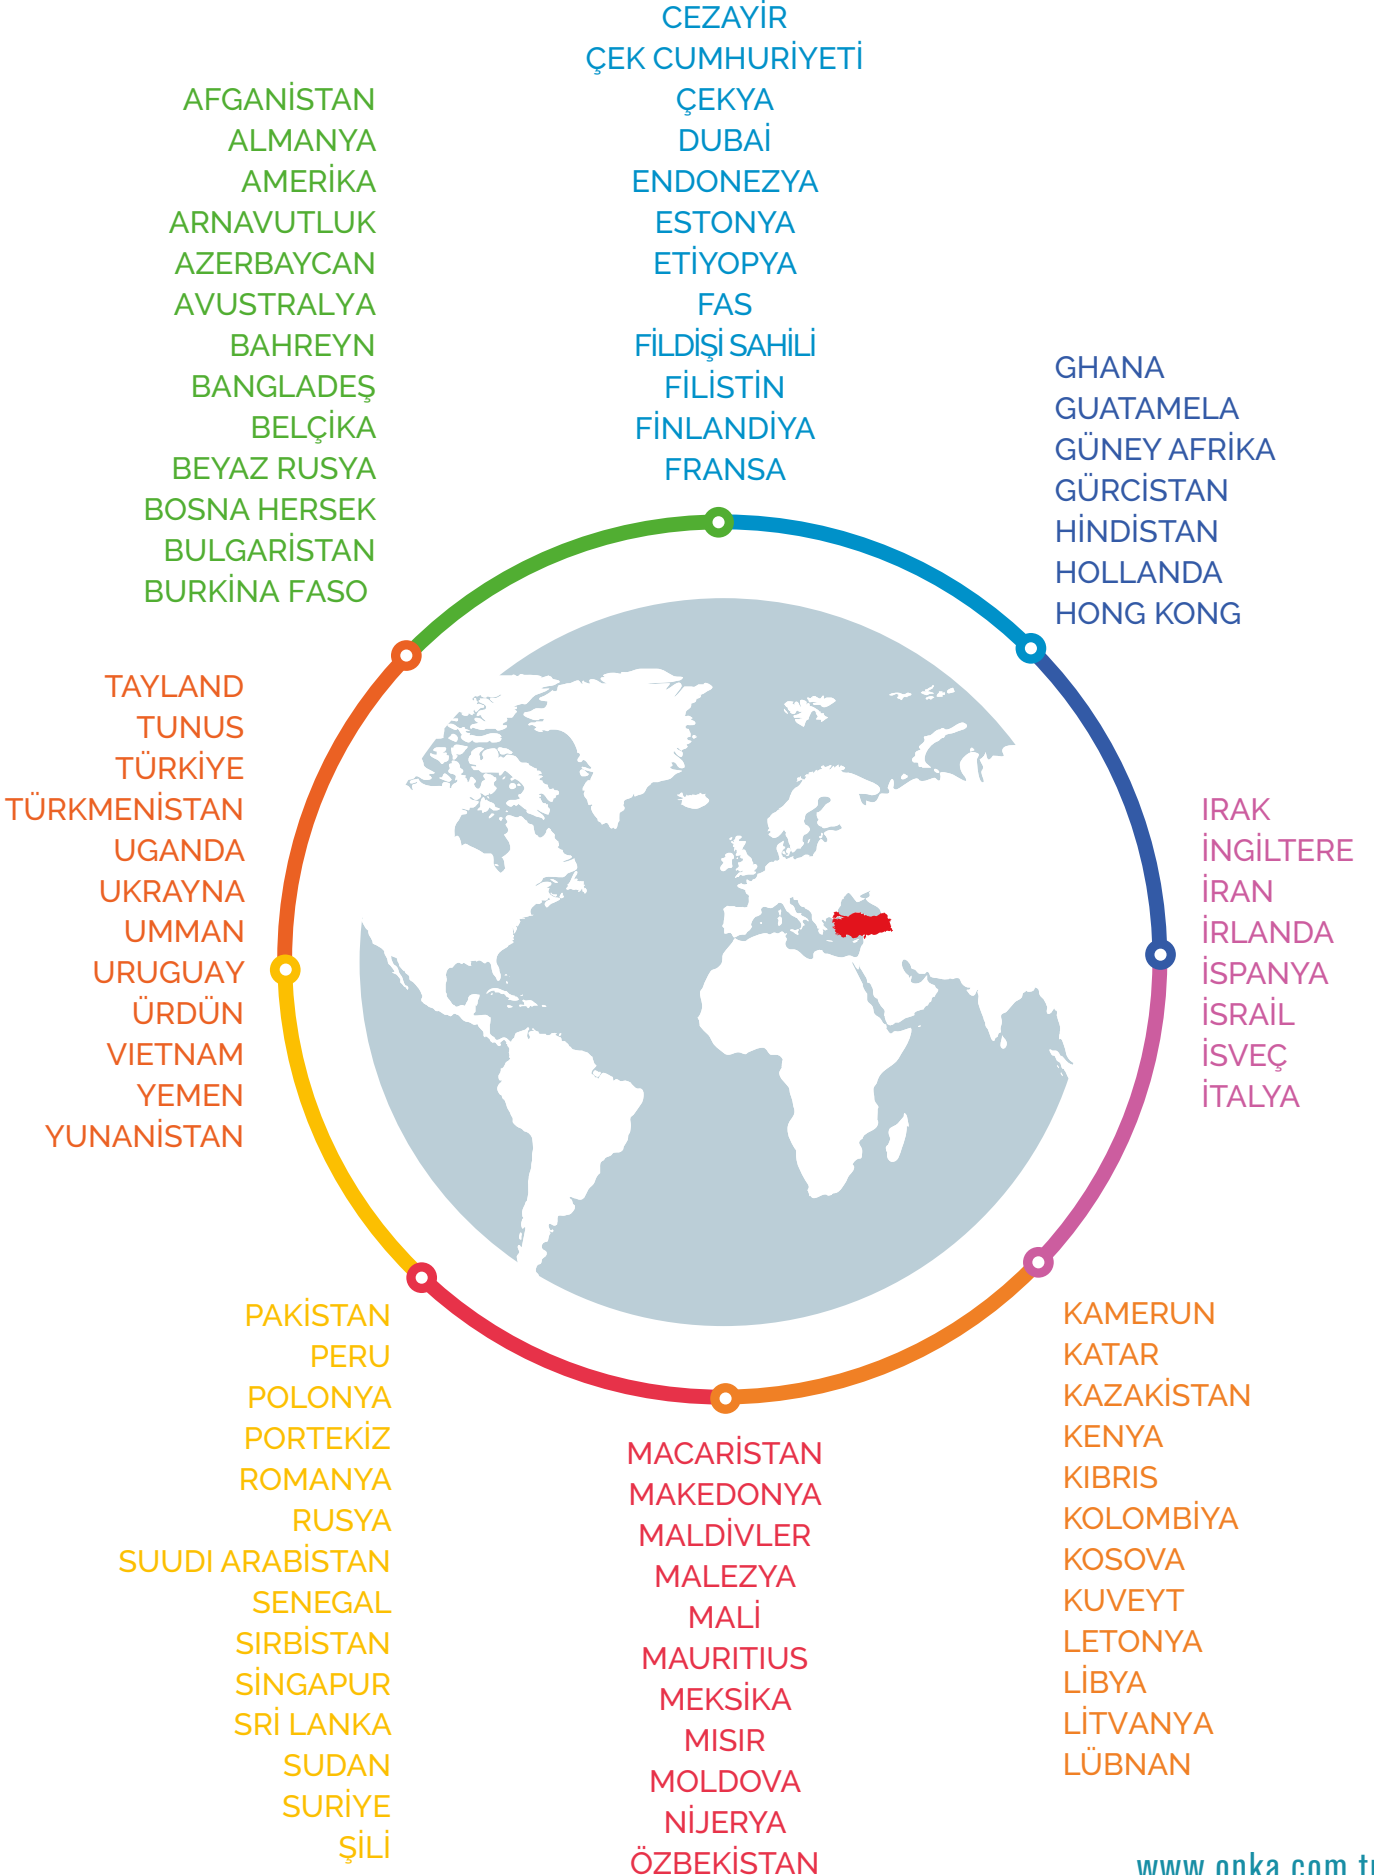 AFGANİSTAN
ALMANYA
AMERİKA
ARNAVUTLUK
AZERBAYCAN
AVUSTRALYA
BAHREYN
BANGLADEŞ
BELÇİKA
BEYAZ RUSYA
BOSNA HERSEK
BULGARİSTAN
BURKİNA FASO
CEZAYİR
ÇEK CUMHURİYETİ
ÇEKYA
DUBAİ
ENDONEZYA
ESTONYA
ETİYOPYA
FAS
FİLDİŞİ SAHİLİ
FİLİSTİN
FİNLANDİYA
FRANSA
GHANA
GUATAMELA
GÜNEY AFRİKA
GÜRCİSTAN
HİNDİSTAN
HOLLANDA
HONG KONG
IRAK
İNGİLTERE
İRAN
İRLANDA
İSPANYA
İSRAİL
İSVEÇ
İTALYA
KAMERUN
KATAR
KAZAKİSTAN
KENYA
KIBRIS
KOLOMBİYA
KOSOVA
KUVEYT
LETONYA
LİBYA
LİTVANYA
LÜBNAN
MACARİSTAN
MAKEDONYA
MALDİVLER
MALEZYA
MALİ
MAURITIUS
MEKSİKA
MISIR
MOLDOVA
NİJERYA
ÖZBEKİSTAN
PAKİSTAN
PERU
POLONYA
PORTEKİZ
ROMANYA
RUSYA
SUUDI ARABİSTAN
SENEGAL
SIRBİSTAN
SİNGAPUR
SRİ LANKA
SUDAN
SURİYE
ŞİLİ
TAYLAND
TUNUS
TÜRKİYE
TÜRKMENİSTAN
UGANDA
UKRAYNA
UMMAN
URUGUAY
ÜRDÜN
VIETNAM
YEMEN
YUNANİSTAN
www.onka.com.tr